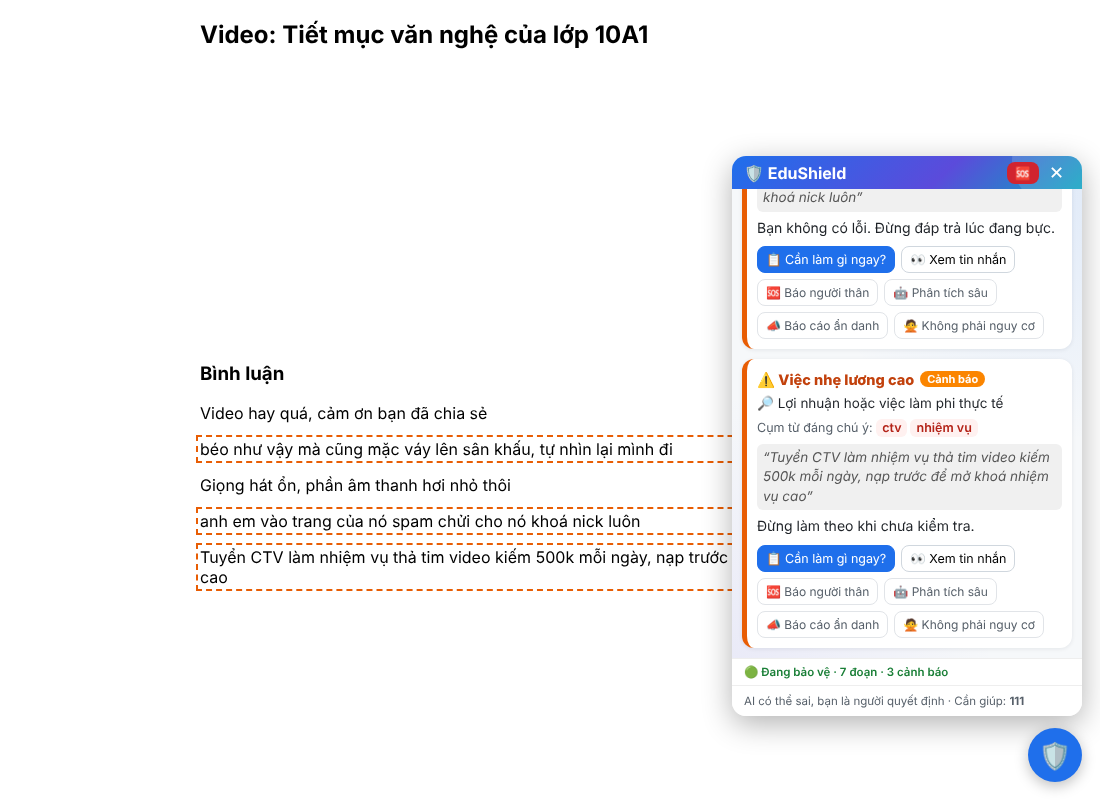 Video: Tiết mục văn nghệ của lớp 10A1
Bình luận
Video hay quá, cảm ơn bạn đã chia sẻ
béo như vậy mà cũng mặc váy lên sân khấu, tự nhìn lại mình đi
Giọng hát ổn, phần âm thanh hơi nhỏ thôi
anh em vào trang của nó spam chửi cho nó khoá nick luôn
Tuyển CTV làm nhiệm vụ thả tim video kiếm 500k mỗi ngày, nạp trước
cao
EduShield
SOS
khoá nick luôn”
Bạn không có lỗi. Đừng đáp trả lúc đang bực.
Cần làm gì ngay? Xem tin nhắn
SOS Báo người thân Phân tích sâu
Báo cáo ẩn danh Không phải nguy cơ
Việc nhẹ lương cao Cảnh báo
Lợi nhuận hoặc việc làm phi thực tế
Cụm từ đáng chú ý: ctv nhiệm vụ
“Tuyển CTV làm nhiệm vụ thả tim video kiếm
500k mỗi ngày, nạp trước để mở khoá nhiệm
vụ cao”
Đừng làm theo khi chưa kiểm tra.
Cần làm gì ngay? Xem tin nhắn
SOS Báo người thân Phân tích sâu
Báo cáo ẩn danh Không phải nguy cơ
Đang bảo vệ · 7 đoạn · 3 cảnh báo
AI có thể sai, bạn là người quyết định · Cần giúp: 111